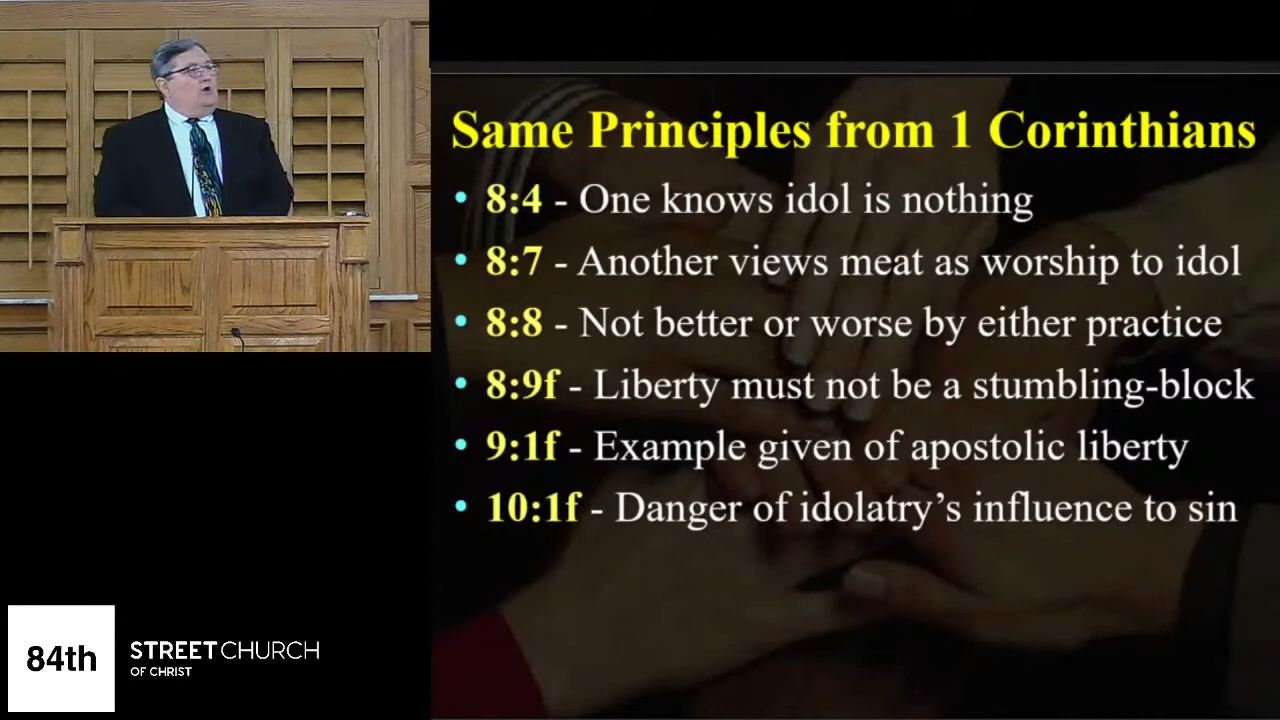 Same Principles from 1 Corinthians
• 8:4 - One knows idol is nothing
• 8:7 - Another views meat as worship to idol
• 8:8 - Not better or worse by either practice
• 8:9f - Liberty must not be a stumbling-block
• 9:1f - Example given of apostolic liberty
• 10:1f - Danger of idolatry’s influence to sin
84th
STREET CHURCH
OF CHRIST